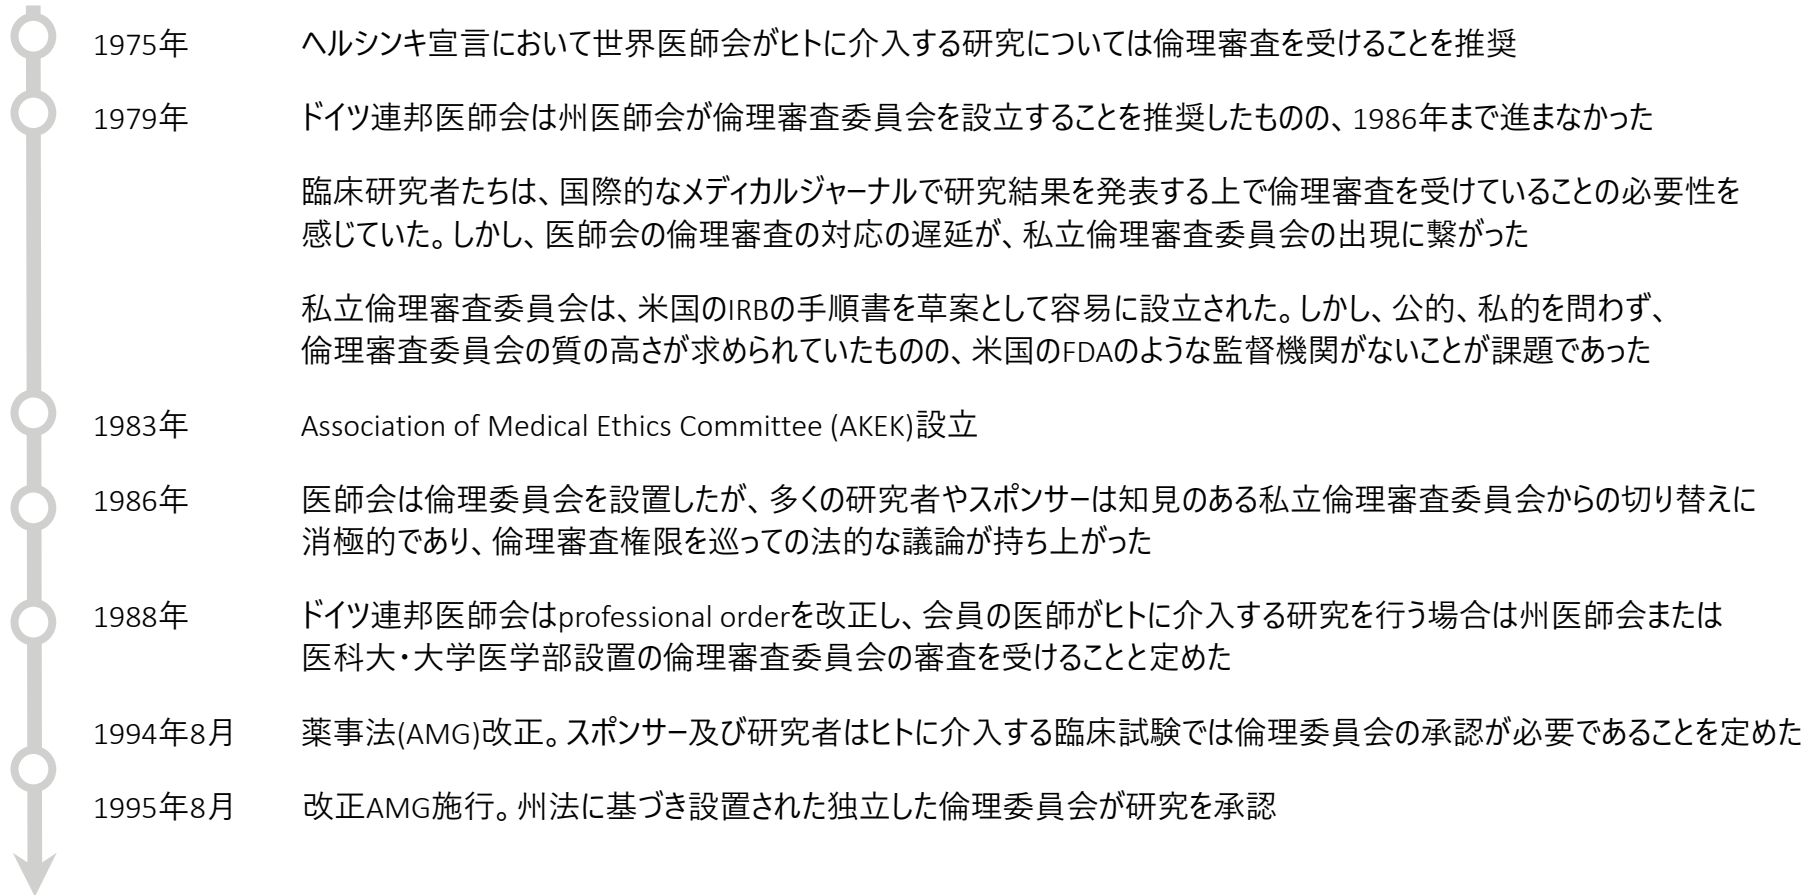 1975年 ヘルシンキ宣言において世界医師会がヒトに介入する研究については倫理審査を受けることを推奨
1979年 ドイツ連邦医師会は州医師会が倫理審査委員会を設立することを推奨したものの、1986年まで進まなかった
臨床研究者たちは、国際的なメディカルジャーナルで研究結果を発表する上で倫理審査を受けていることの必要性を
感じていた。しかし、医師会の倫理審査の対応の遅延が、私立倫理審査委員会の出現に繋がった
私立倫理審査委員会は、米国のIRBの手順書を草案として容易に設立された。しかし、公的、私的を問わず、
倫理審査委員会の質の高さが求められていたものの、米国のFDAのような監督機関がないことが課題であった
1983年 Association of Medical Ethics Committee (AKEK)設立
1986年 医師会は倫理委員会を設置したが、多くの研究者やスポンサーは知見のある私立倫理審査委員会からの切り替えに
消極的であり、倫理審査権限を巡っての法的な議論が持ち上がった
1988年 ドイツ連邦医師会はprofessional orderを改正し、会員の医師がヒトに介入する研究を行う場合は州医師会または
医科大・大学医学部設置の倫理審査委員会の審査を受けることと定めた
1994年8月 薬事法(AMG)改正。スポンサー及び研究者はヒトに介入する臨床試験では倫理委員会の承認が必要であることを定めた
1995年8月 改正AMG施行。州法に基づき設置された独立した倫理委員会が研究を承認